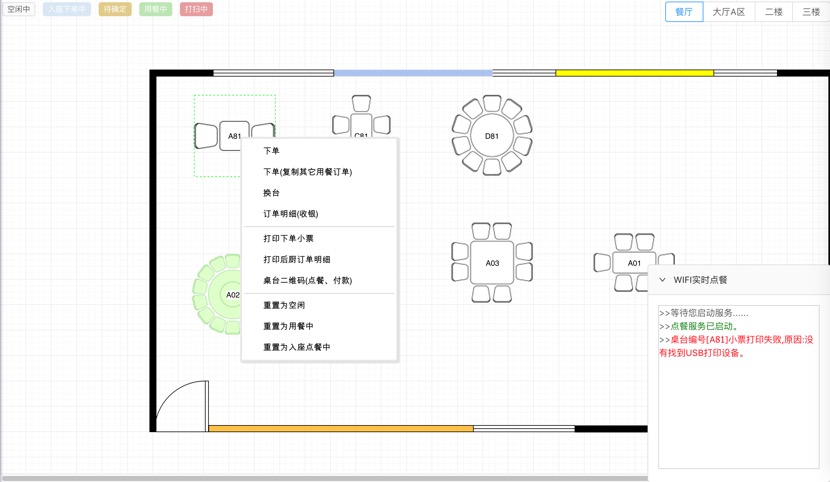 空闲中
入座下单中
待确定
用餐中
打扫中
餐厅
大厅A区
二楼
三楼
A81
C81
D81
下单
下单(复制其它用餐订单)
换台
订单明细(收银)
打印下单小票
打印后厨订单明细
桌台二维码(点餐、付款)
重置为空闲
重置为用餐中
重置为入座点餐中
A02
A03
A01
WIFI实时点餐
>>等待您启动服务......
>>点餐服务已启动。
>>桌台编号[A81]小票打印失败,原因:没
有找到USB打印设备。